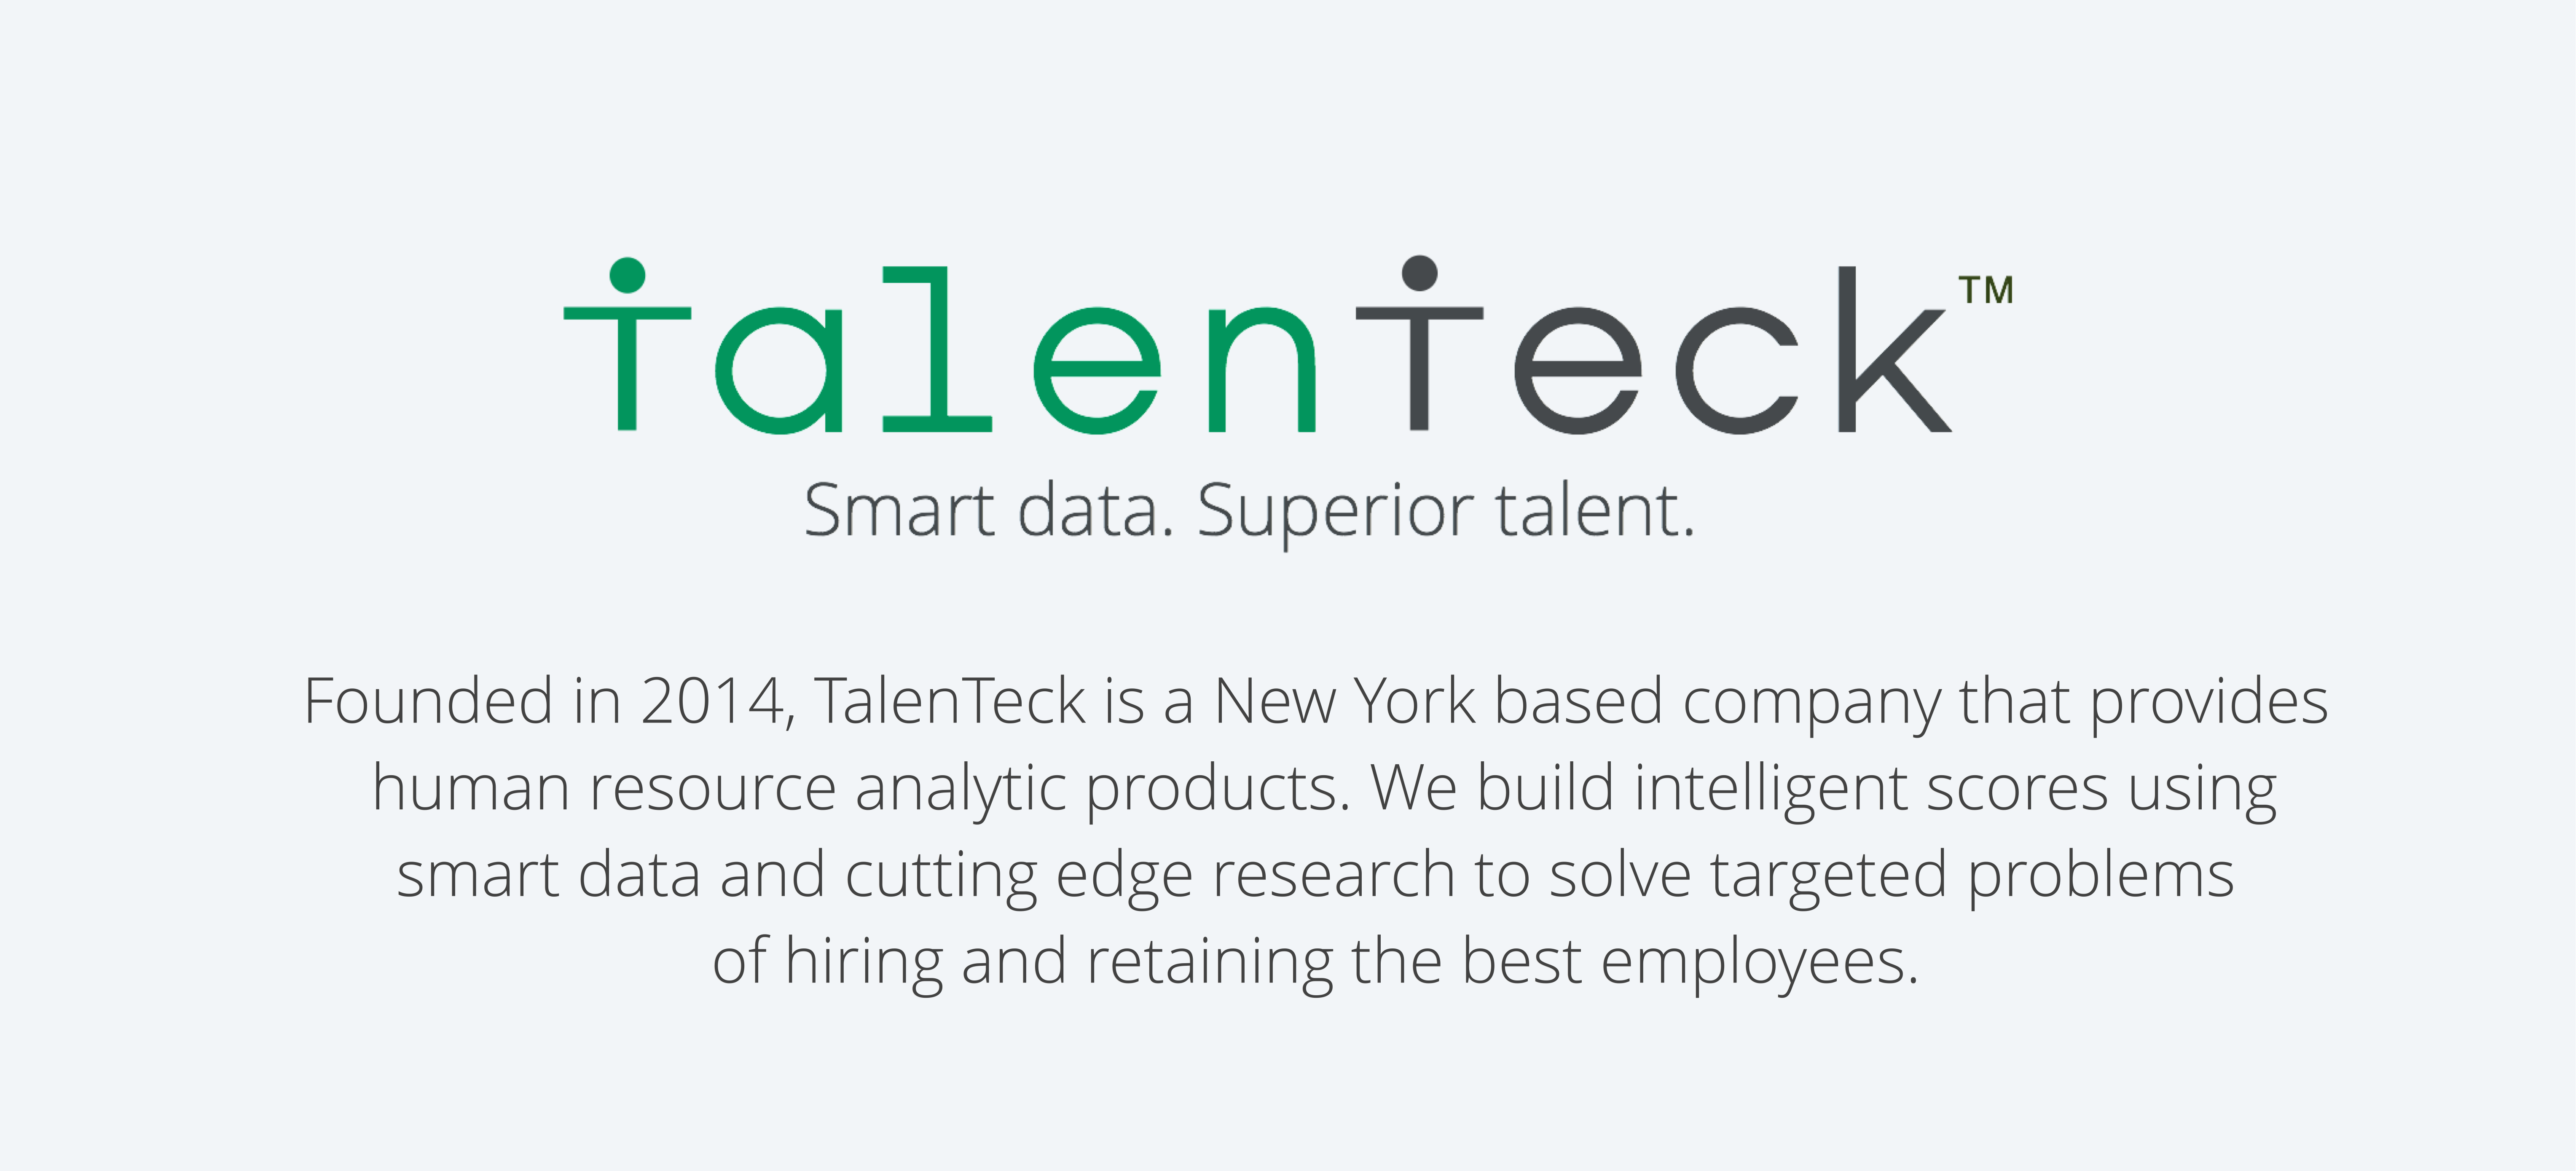 TalenTeck™
Smart data. Superior talent.
Founded in 2014, TalenTeck is a New York based company that provides
human resource analytic products. We build intelligent scores using
smart data and cutting edge research to solve targeted problems
of hiring and retaining the best employees.